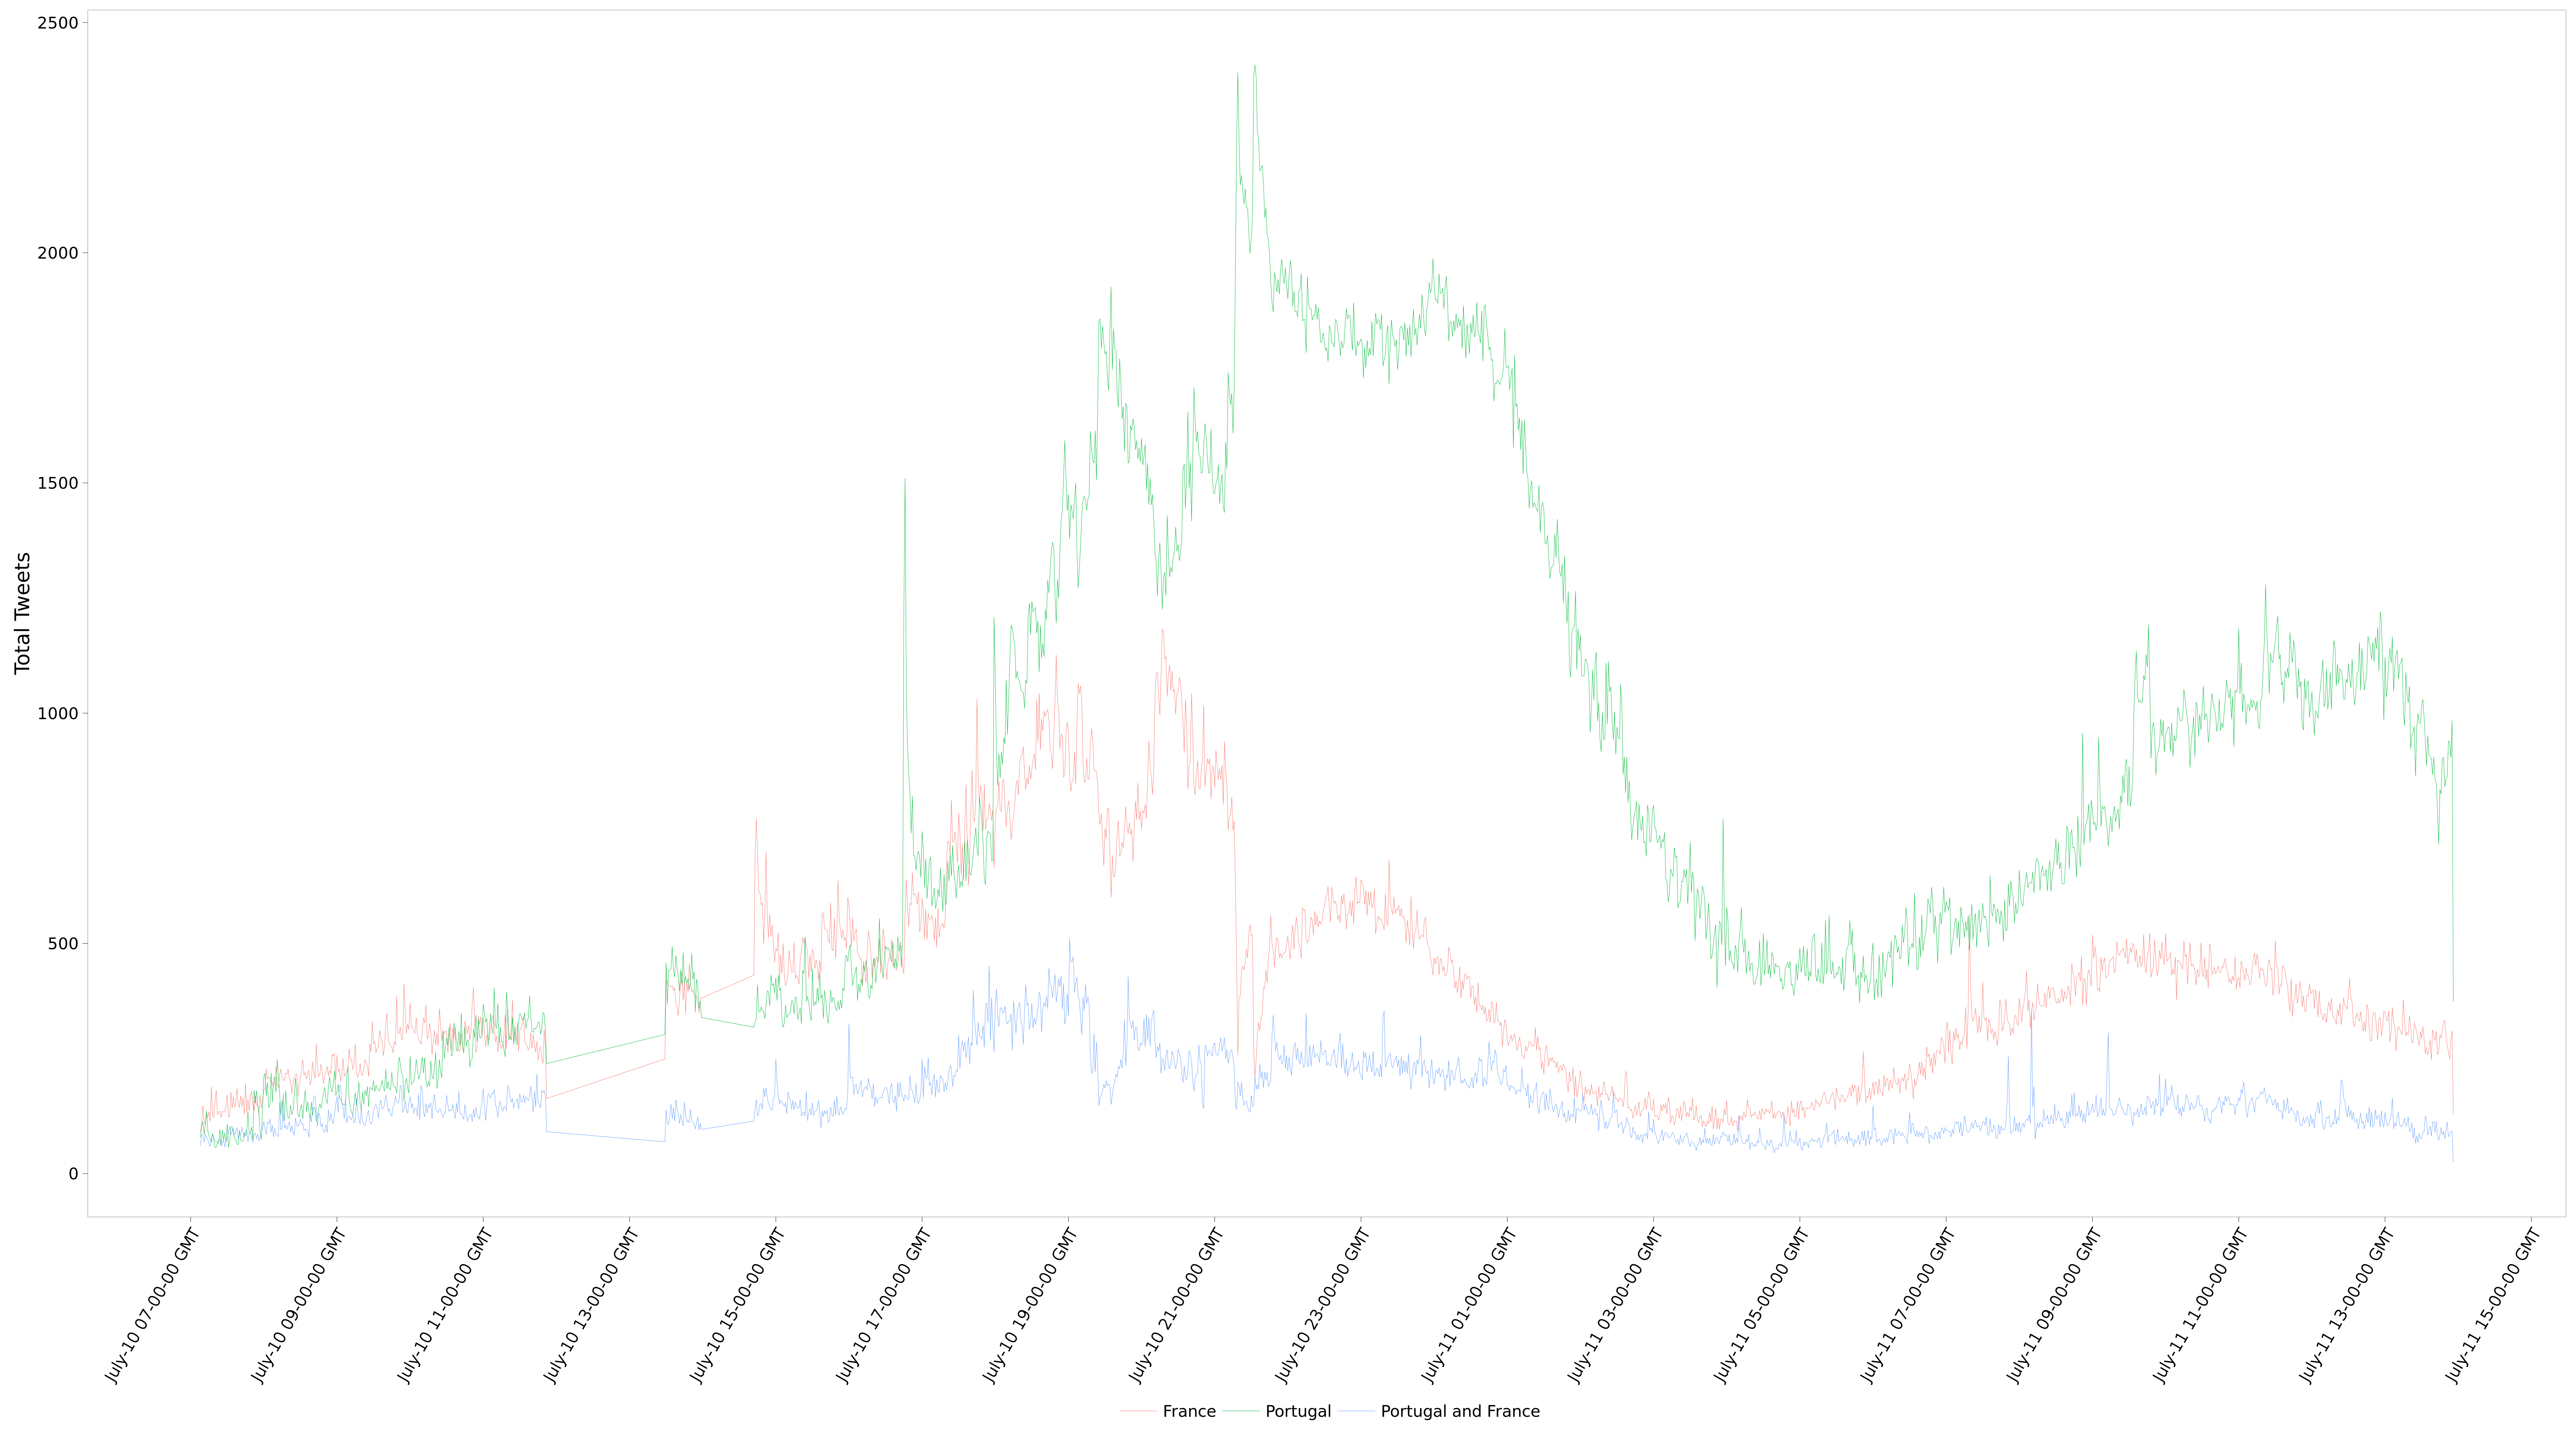 Total Tweets
2500
2000
1500
1000
500
0
July-10 07-00-00 GMT
July-10 09-00-00 GMT
July-10 11-00-00 GMT
July-10 13-00-00 GMT
July-10 15-00-00 GMT
July-10 17-00-00 GMT
July-10 19-00-00 GMT
July-10 21-00-00 GMT
July-10 23-00-00 GMT
July-11 01-00-00 GMT
July-11 03-00-00 GMT
July-11 05-00-00 GMT
July-11 07-00-00 GMT
July-11 09-00-00 GMT
July-11 11-00-00 GMT
July-11 13-00-00 GMT
July-11 15-00-00 GMT
France Portugal Portugal and France